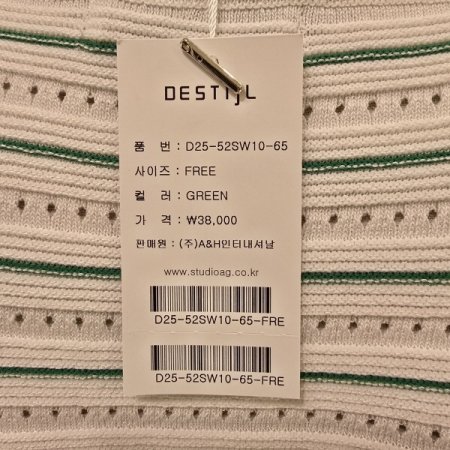 DESTIjL
품 번 : D25-52SW10-65
사이즈 : FREE
컬 러 : GREEN
가 격 : ₩38,000
판매원 : (주)A&H인터내셔날
www.studioag.co.kr
D25-52SW10-65-FRE
D25-52SW10-65-FRE